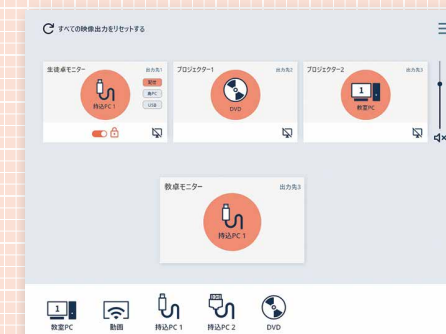 すべての映像出力をリセットする
生徒卓モニター
出力先1
持込PC 1
USB
プロジェクター1
出力先2
DVD
プロジェクター2
出力先3
1
教室PC
教卓モニター
出力先3
持込PC 1
1
教室PC
動画
持込PC 1
持込PC 2
DVD